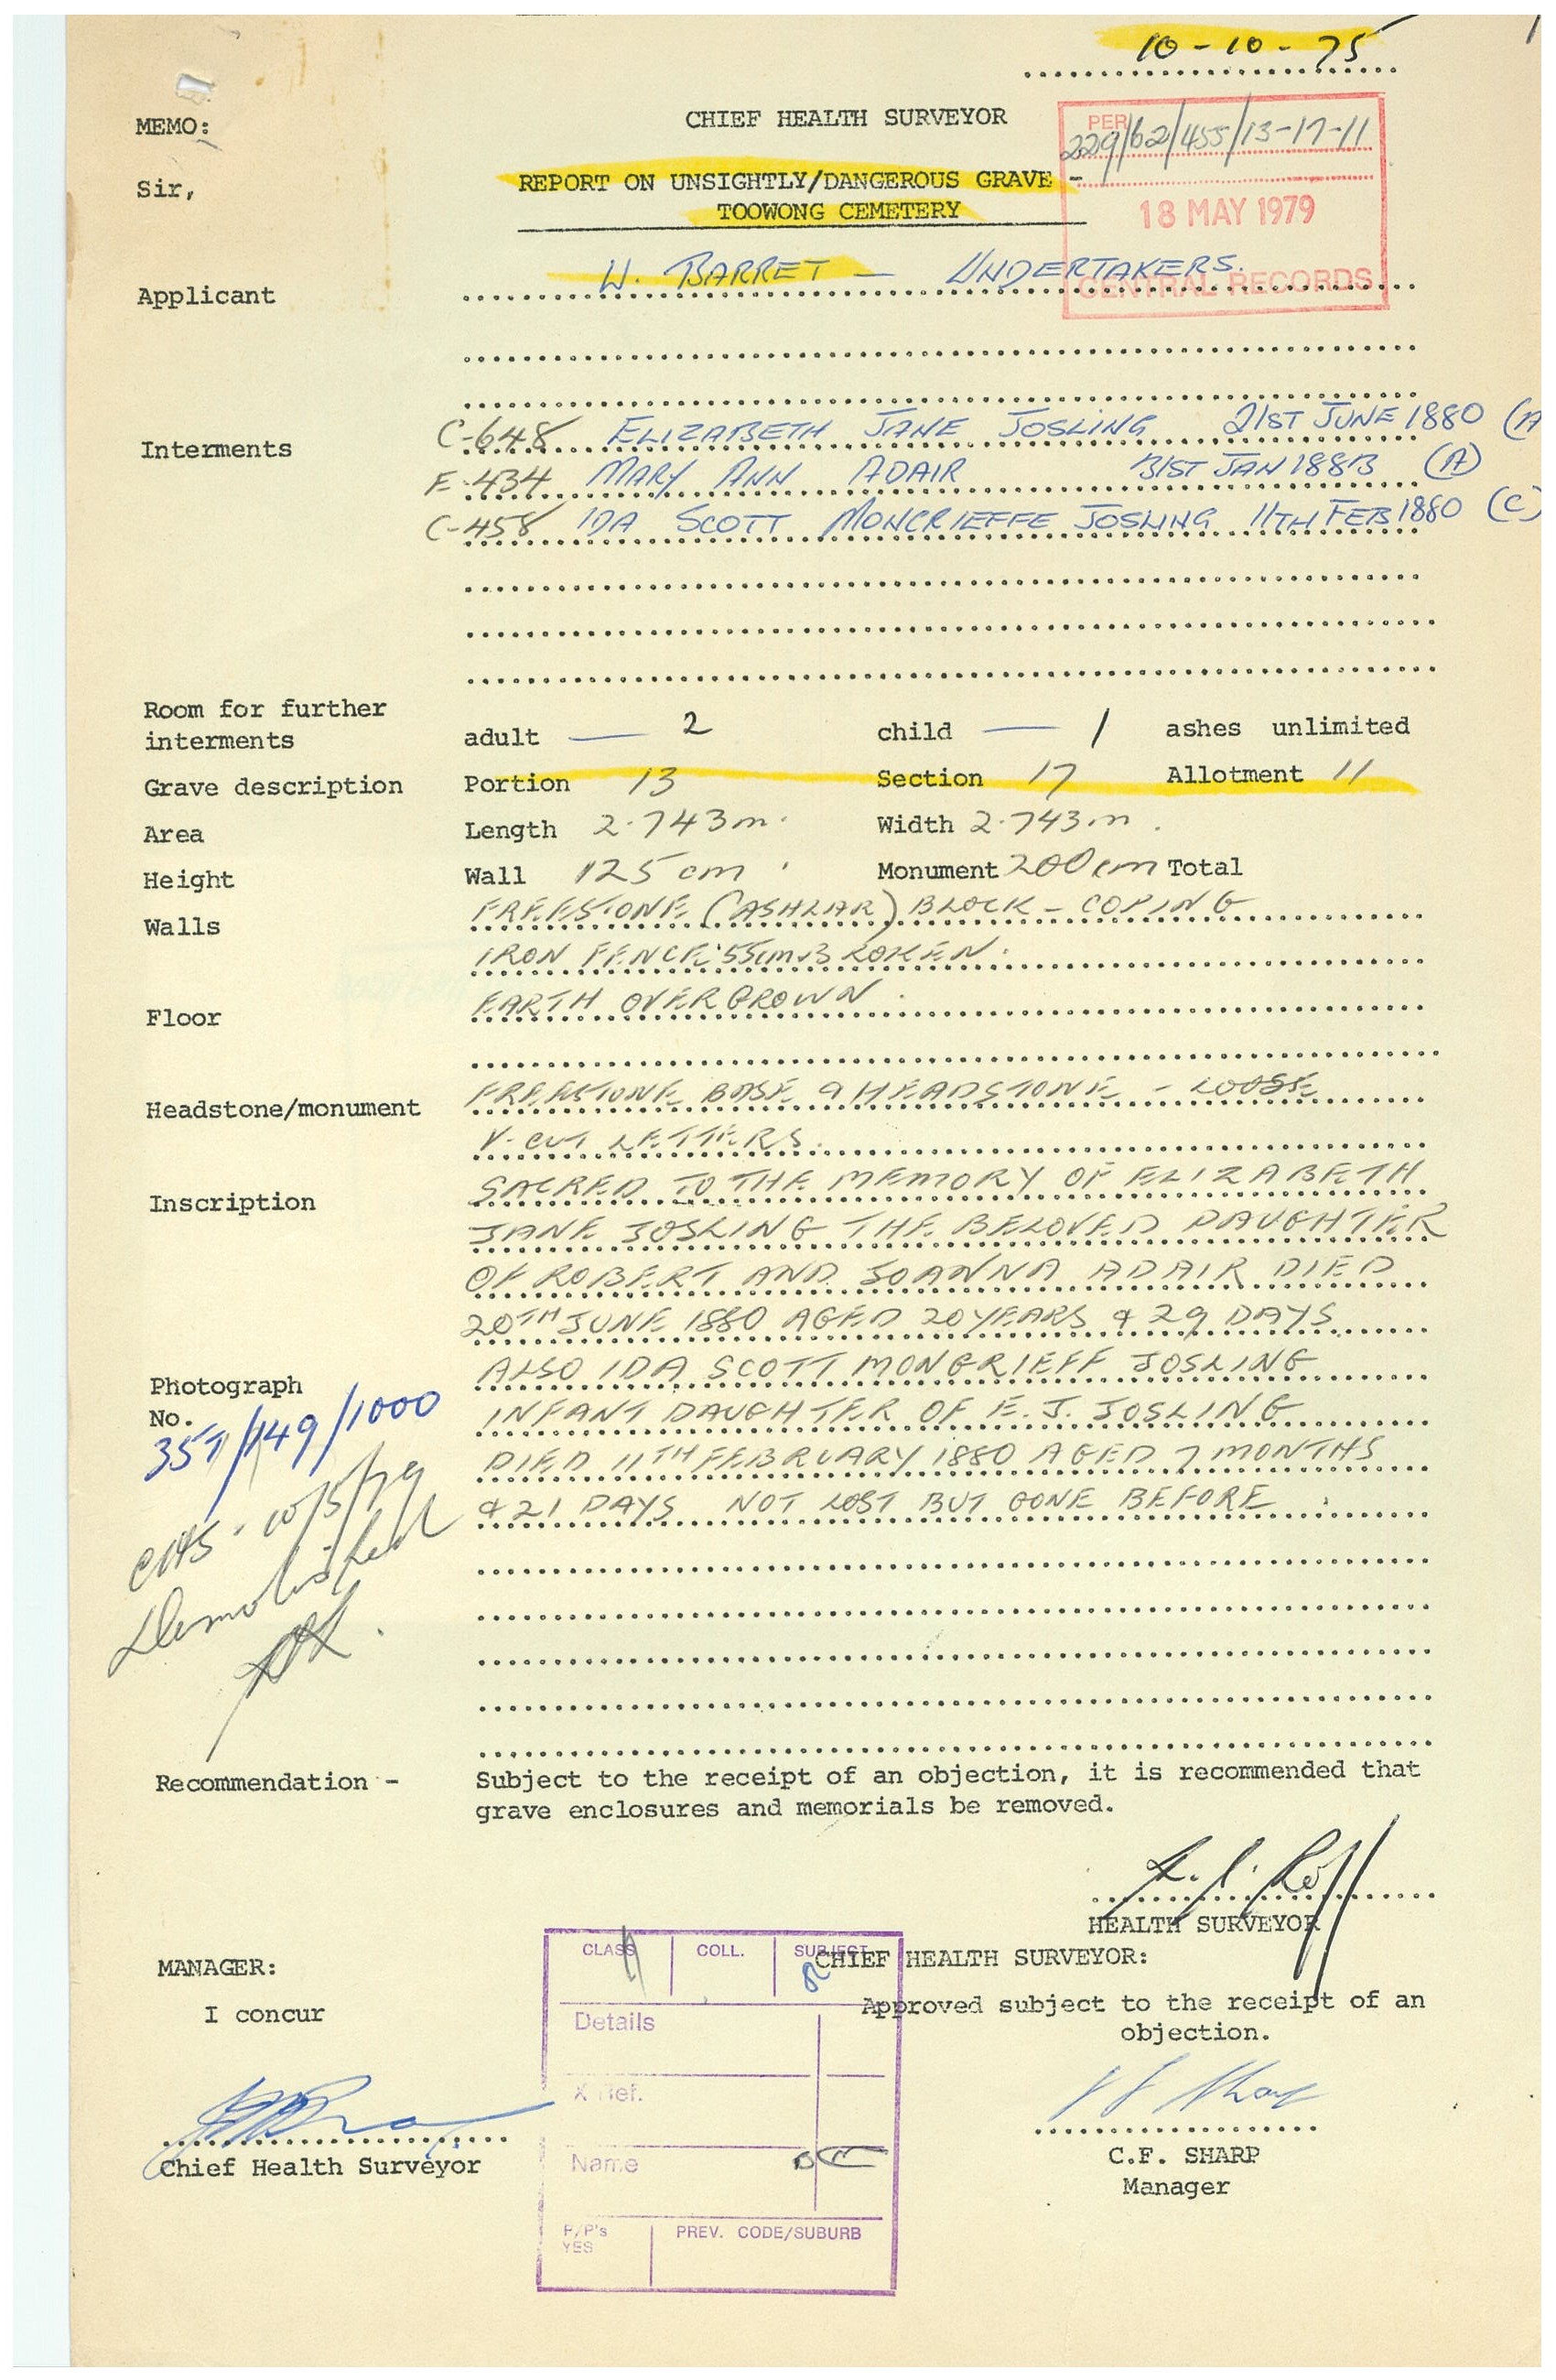 10-10-75
MEMO:
CHIEF HEALTH SURVEYOR
PER
229/62/455/13-17-11
Sir,
REPORT ON UNSIGHTLY/DANGEROUS GRAVE -
TOOWONG CEMETERY
18 MAY 1979
CENTRAL RECORDS
Applicant W. BARRET — UNDERTAKERS.
Interments C-648 ELIZABETH JANE JOSLING 21ST JUNE 1880 (A
E-434 MARY ANN ADAIR 31ST JAN 1883 (A)
C-458 IDA SCOTT MONCRIEFFE JOSLING 11TH FEB 1880 (C)
Room for further
interments adult — 2 child — 1 ashes unlimited
Grave description Portion 13 Section 17 Allotment 11
Area Length 2.743m. Width 2.743m.
Height Wall 125cm Monument 200cm Total
Walls FREESTONE (ASHLAR) BLOCK - COPING
IRON FENCE 55cm BROKEN.
Floor EARTH OVERGROWN.
Headstone/monument FREESTONE BASE & HEADSTONE - LOOSE
V-CUT LETTERS.
Inscription SACRED TO THE MEMORY OF ELIZABETH
JANE JOSLING THE BELOVED DAUGHTER
OF ROBERT AND JOANNA ADAIR DIED
20TH JUNE 1880 AGED 20 YEARS & 29 DAYS
ALSO IDA SCOTT MONGRIEFF JOSLING
Photograph
No.
357/149/1000
INFANT DAUGHTER OF E. J. JOSLING
DIED 11TH FEBRUARY 1880 AGED 7 MONTHS
& 21 DAYS NOT LOST BUT GONE BEFORE.
10/5/79
Demolished
Recommendation - Subject to the receipt of an objection, it is recommended that
grave enclosures and memorials be removed.
HEALTH SURVEYOR
MANAGER:
CHIEF HEALTH SURVEYOR:
I concur
Approved subject to the receipt of an
objection.
Chief Health Surveyor
C.F. SHARP
Manager
CLASS COLL. SUBJECT
Details
X Ref.
Name
P/P's
YES
PREV. CODE/SUBURB